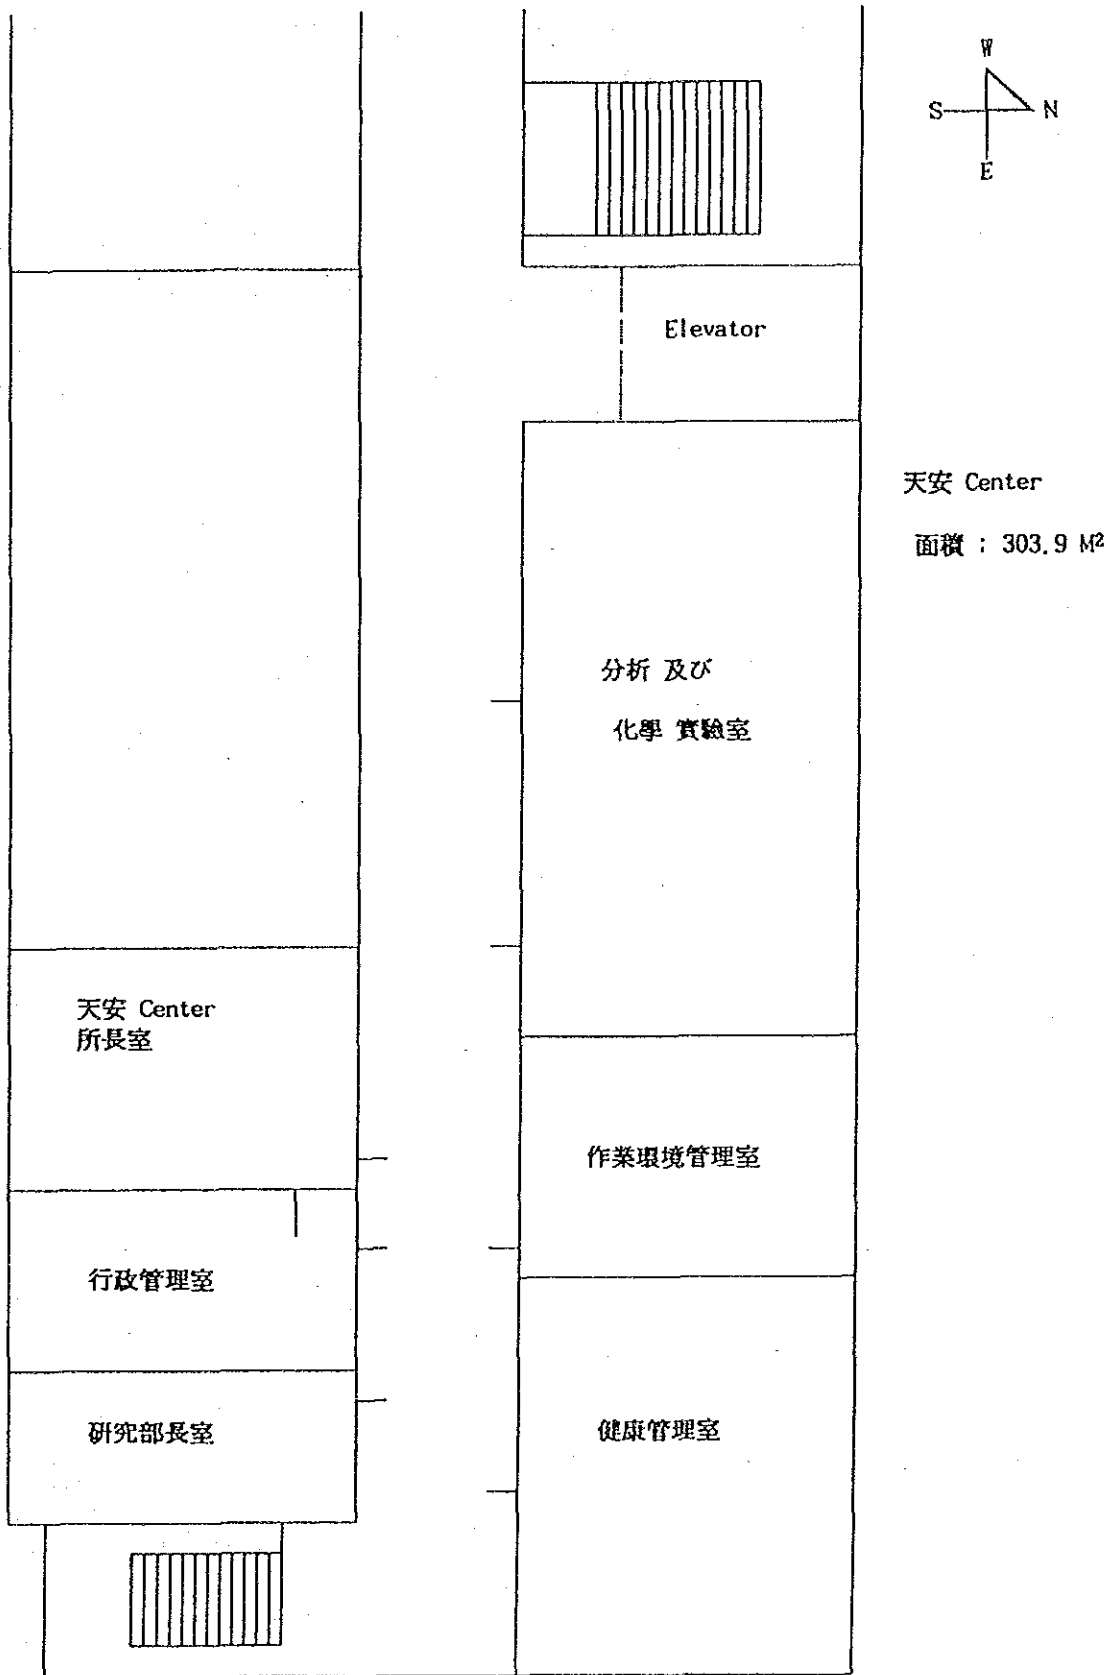 W
S
N
E
Elevator
天安 Center
面積 : 303.9 M²
分析 及び
化學 實驗室
天安 Center
所長室
作業環境管理室
行政管理室
研究部長室
健康管理室